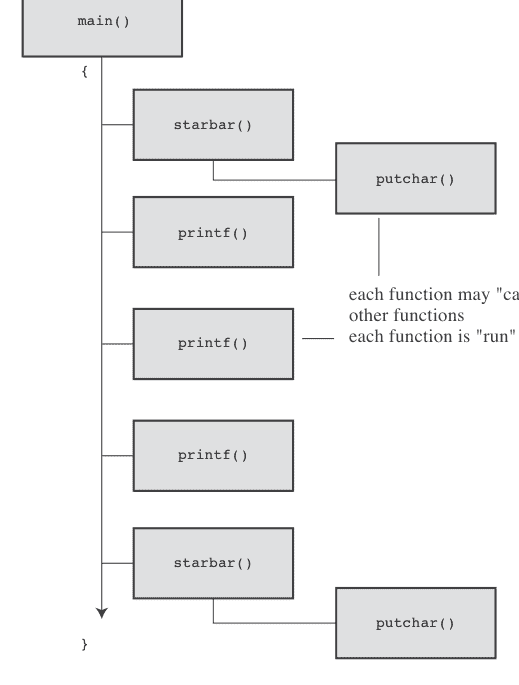 main()
{
starbar()
putchar()
printf()
each function may "ca
other functions
printf()
each function is "run"
printf()
starbar()
putchar()
}